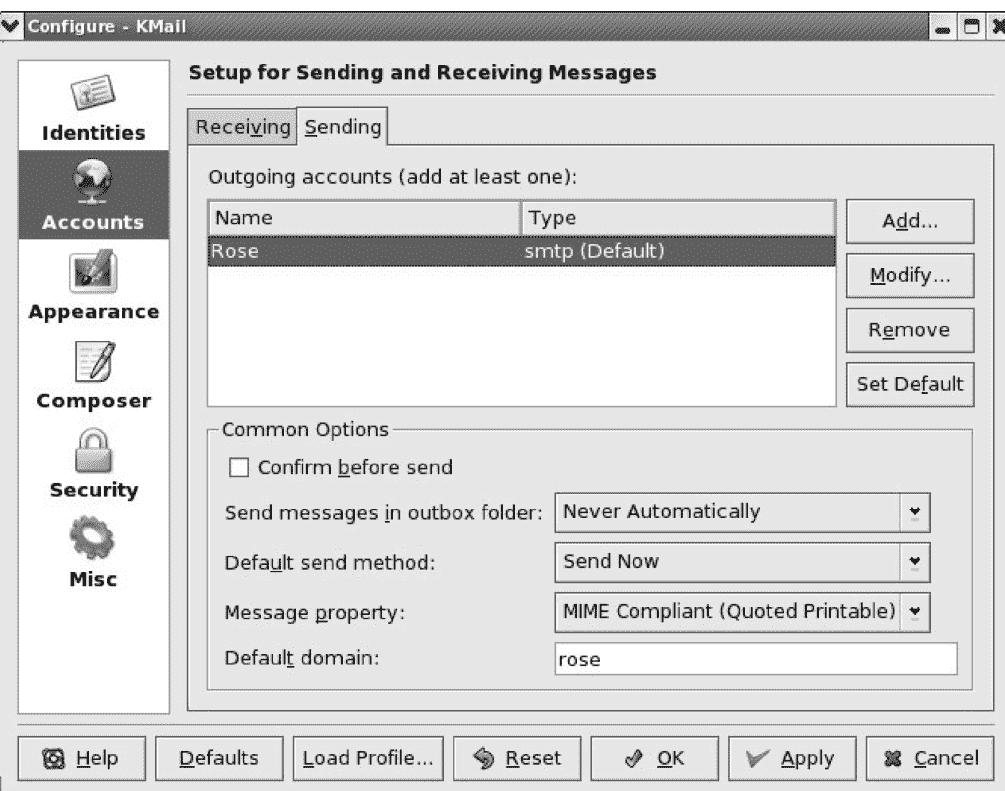 Configure - KMail
Identities
Accounts
Appearance
Composer
Security
Misc
Setup for Sending and Receiving Messages
Receiving Sending
Outgoing accounts (add at least one):
Name Type
Rose smtp (Default)
Add...
Modify...
Remove
Set Default
Common Options
Confirm before send
Send messages in outbox folder: Never Automatically
Default send method: Send Now
Message property: MIME Compliant (Quoted Printable)
Default domain: rose
Help Defaults Load Profile... Reset OK Apply Cancel